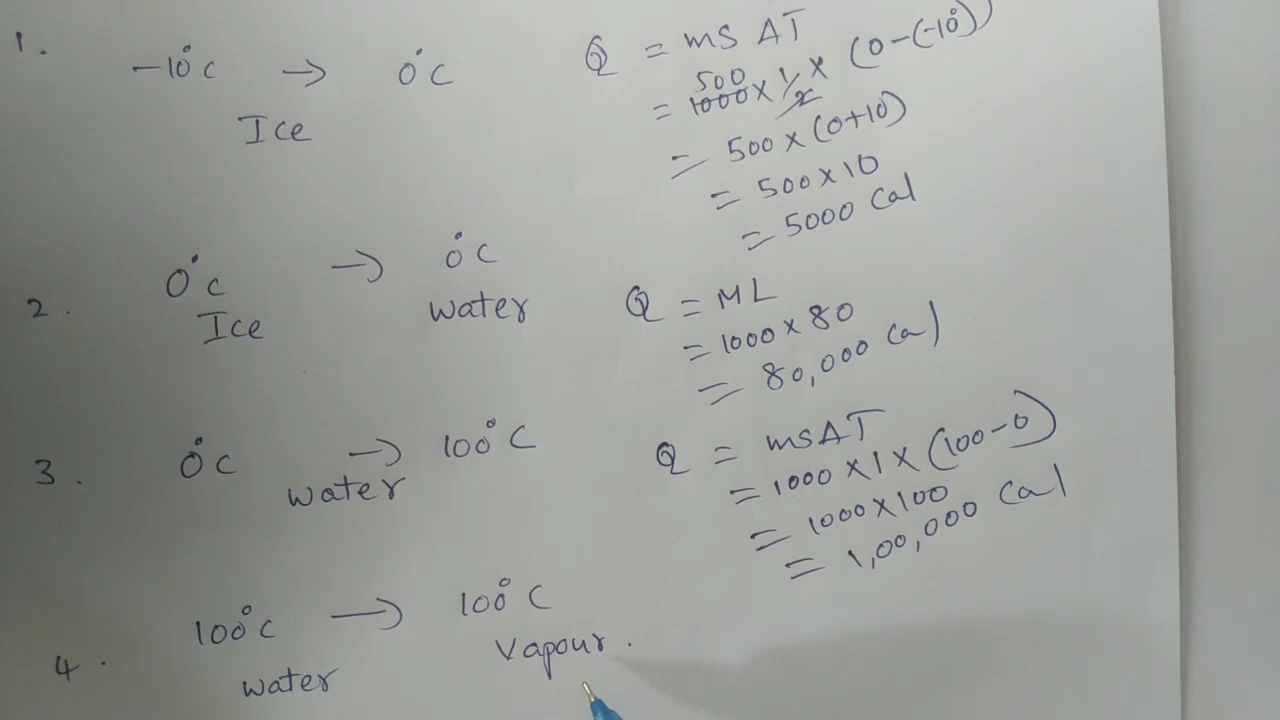 1. -10°C → 0°C
Ice
Q = ms ΔT
= 500 1000 × 1/2 × (0-(-10°))
= 500 × (0+10)
= 500 × 10
= 5000 Cal
2. 0°C → 0°C
Ice water
Q = ML
= 1000 × 80
= 80,000 Cal
3. 0°C → 100°C
water
Q = msΔT
= 1000 × 1 × (100-0)
= 1000 × 100
= 1,00,000 Cal
4. 100°C → 100°C
water Vapour.